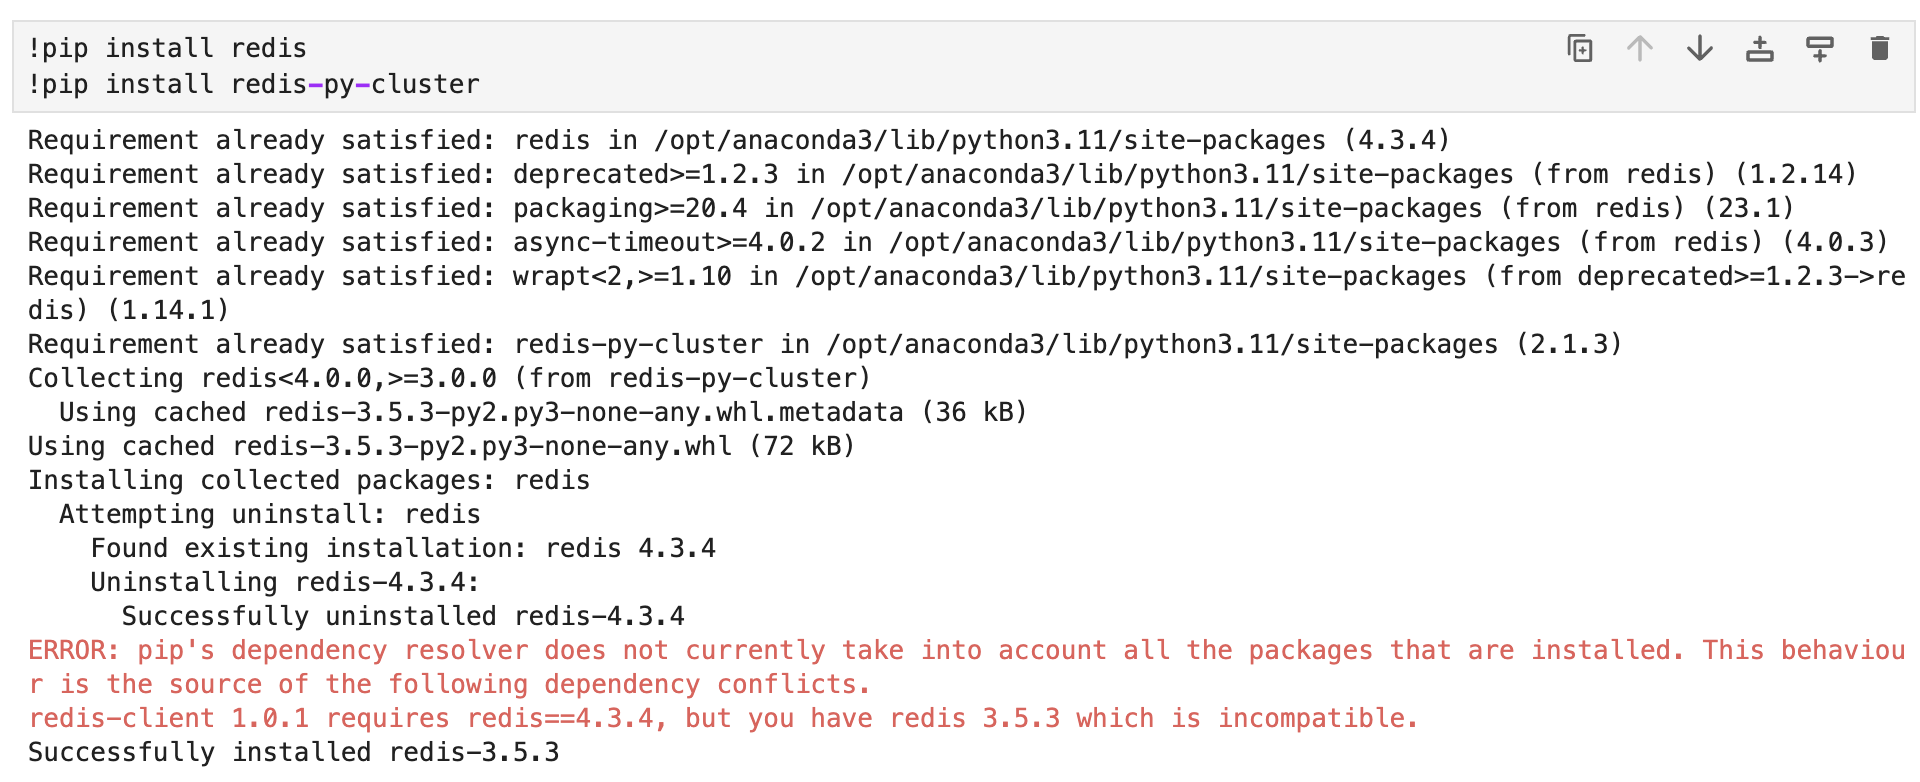 !pip install redis
!pip install redis-py-cluster
Requirement already satisfied: redis in /opt/anaconda3/lib/python3.11/site-packages (4.3.4)
Requirement already satisfied: deprecated>=1.2.3 in /opt/anaconda3/lib/python3.11/site-packages (from redis) (1.2.14)
Requirement already satisfied: packaging>=20.4 in /opt/anaconda3/lib/python3.11/site-packages (from redis) (23.1)
Requirement already satisfied: async-timeout>=4.0.2 in /opt/anaconda3/lib/python3.11/site-packages (from redis) (4.0.3)
Requirement already satisfied: wrapt<2,>=1.10 in /opt/anaconda3/lib/python3.11/site-packages (from deprecated>=1.2.3->re
dis) (1.14.1)
Requirement already satisfied: redis-py-cluster in /opt/anaconda3/lib/python3.11/site-packages (2.1.3)
Collecting redis<4.0.0,>=3.0.0 (from redis-py-cluster)
  Using cached redis-3.5.3-py2.py3-none-any.whl.metadata (36 kB)
Using cached redis-3.5.3-py2.py3-none-any.whl (72 kB)
Installing collected packages: redis
  Attempting uninstall: redis
    Found existing installation: redis 4.3.4
    Uninstalling redis-4.3.4:
      Successfully uninstalled redis-4.3.4
ERROR: pip's dependency resolver does not currently take into account all the packages that are installed. This behaviou
r is the source of the following dependency conflicts.
redis-client 1.0.1 requires redis==4.3.4, but you have redis 3.5.3 which is incompatible.
Successfully installed redis-3.5.3